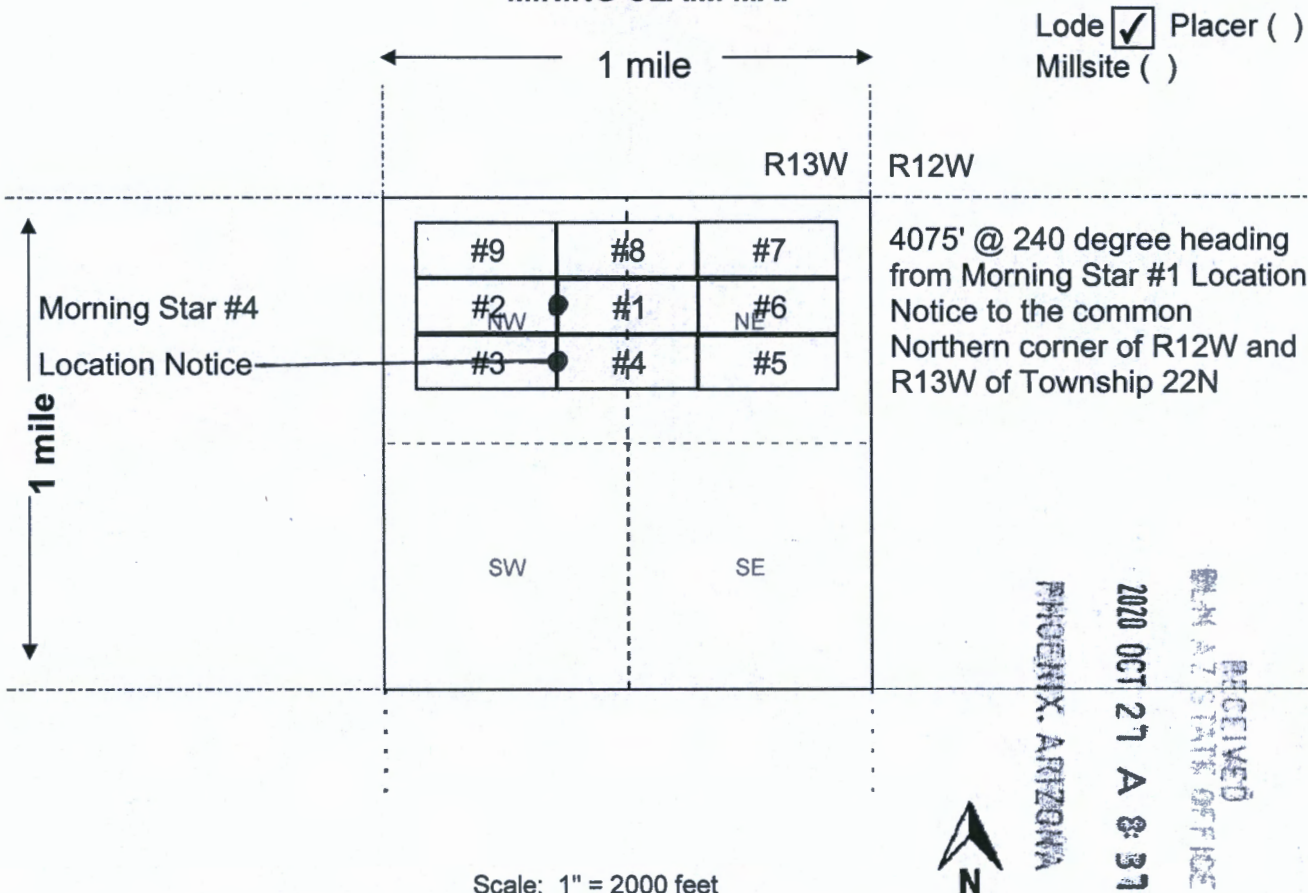 Lode ✓ Placer ( )
Millsite ( )
1 mile
R13W R12W
#9 #8 #7
#2 #1 #6
NW NE
#3 #4 #5
Morning Star #4
Location Notice
1 mile
4075' @ 240 degree heading
from Morning Star #1 Location
Notice to the common
Northern corner of R12W and
R13W of Township 22N
SW SE
RECEIVED
BLM AZ STATE OFFICE
2020 OCT 27 A 8:37
PHOENIX, ARIZONA
N
Scale: 1" = 2000 feet